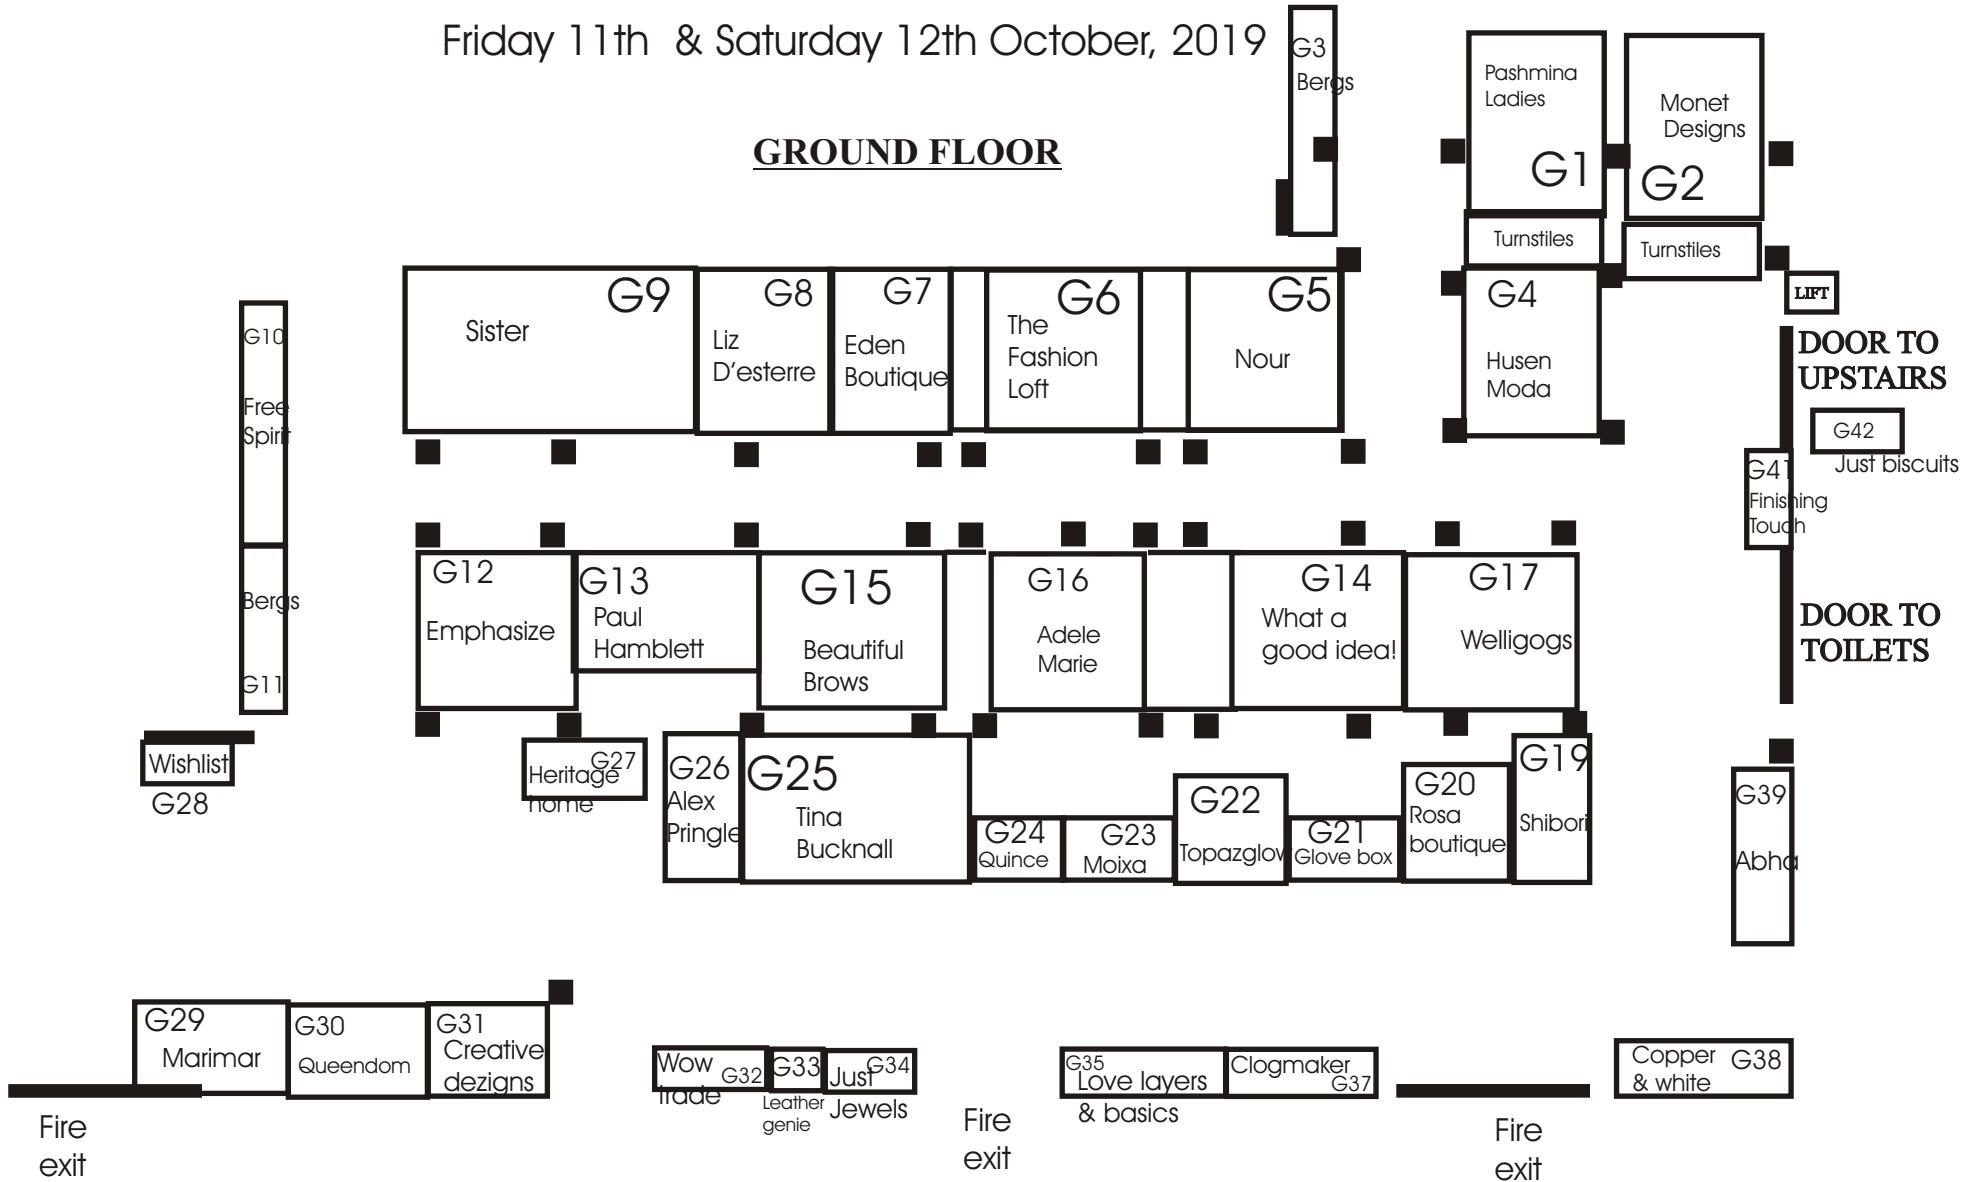 Friday 11th & Saturday 12th October, 2019
GROUND FLOOR
G3
Bergs
Pashmina
Ladies
G1
Monet
Designs
G2
Turnstiles
Turnstiles
LIFT
G9
Sister
G8
Liz
D'esterre
G7
Eden
Boutique
G6
The
Fashion
Loft
G5
Nour
G4
Husen
Moda
DOOR TO
UPSTAIRS
G42
Just biscuits
G41
Finishing
Touch
DOOR TO
TOILETS
G10
Free
Spirit
Bergs
G11
G12
Emphasize
G13
Paul
Hamblett
G15
Beautiful
Brows
G16
Adele
Marie
G14
What a
good idea!
G17
Welligogs
Wishlist
G28
G27
Heritage
home
G26
Alex
Pringle
G25
Tina
Bucknall
G24
Quince
G23
Moixa
G22
Topazglow
G21
Glove box
G20
Rosa
boutique
G19
Shibori
G39
Abha
G29
Marimar
G30
Queendom
G31
Creative
dezigns
Wow
trade
G32
G33
Leather
genie
G34
Just
Jewels
G35
Love layers
& basics
Clogmaker
G37
Copper
& white
G38
Fire
exit
Fire
exit
Fire
exit